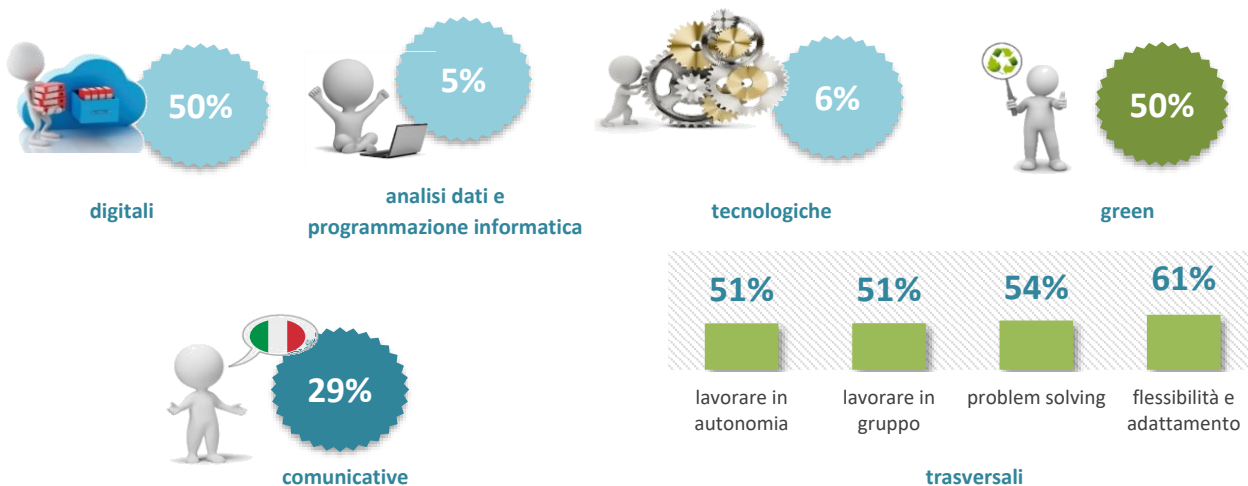 50%
5%
6%
50%
digitali
analisi dati e
programmazione informatica
tecnologiche
green
29%
comunicative
51%
51%
54%
61%
lavorare in
autonomia
lavorare in
gruppo
problem solving
flessibilità e
adattamento
trasversali